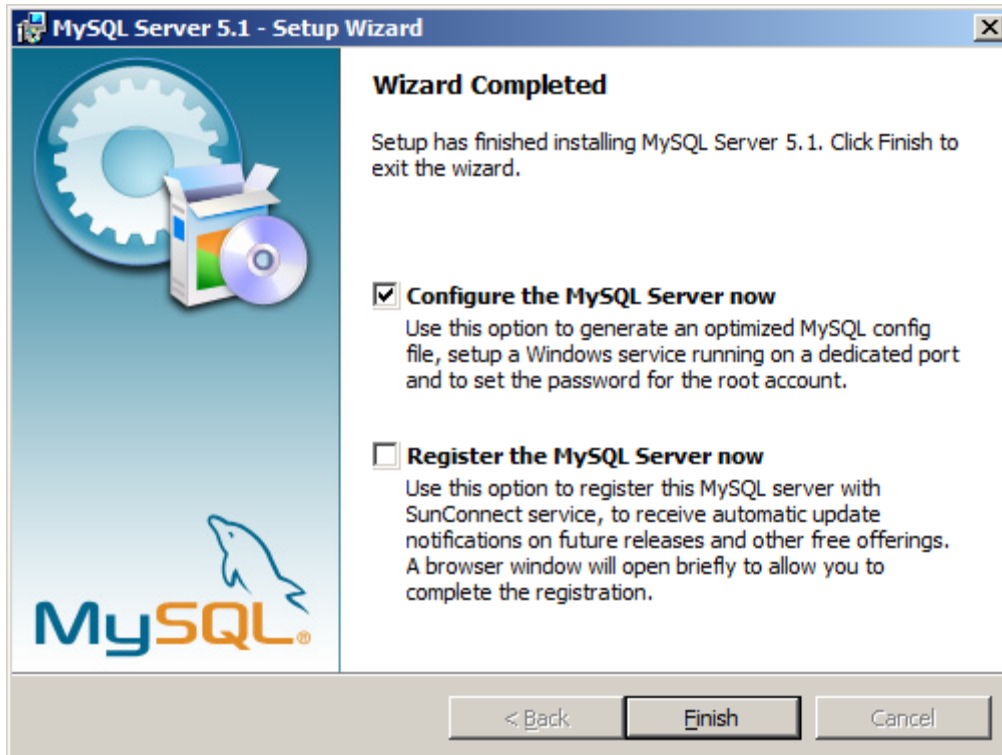 MySQL Server 5.1 - Setup Wizard
Wizard Completed
Setup has finished installing MySQL Server 5.1. Click Finish to
exit the wizard.
Configure the MySQL Server now
Use this option to generate an optimized MySQL config
file, setup a Windows service running on a dedicated port
and to set the password for the root account.
Register the MySQL Server now
Use this option to register this MySQL server with
SunConnect service, to receive automatic update
notifications on future releases and other free offerings.
A browser window will open briefly to allow you to
complete the registration.
MySQL®
< Back
Finish
Cancel